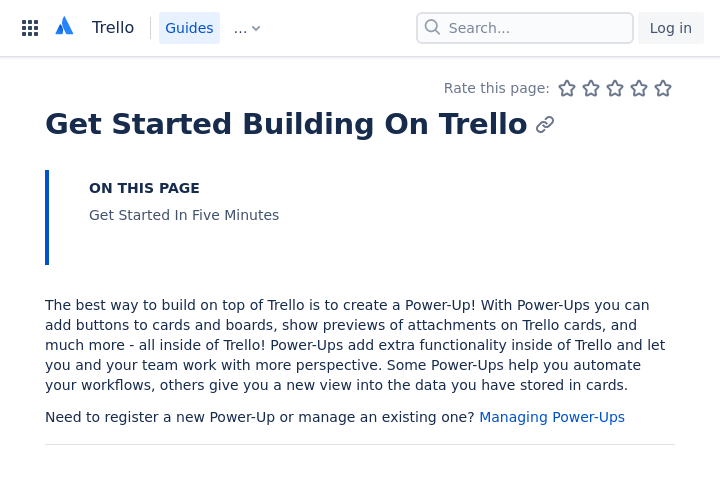 Trello
Guides
...
Search...
Log in
Rate this page:
Get Started Building On Trello
ON THIS PAGE
Get Started In Five Minutes
The best way to build on top of Trello is to create a Power-Up! With Power-Ups you can
add buttons to cards and boards, show previews of attachments on Trello cards, and
much more - all inside of Trello! Power-Ups add extra functionality inside of Trello and let
you and your team work with more perspective. Some Power-Ups help you automate
your workflows, others give you a new view into the data you have stored in cards.
Need to register a new Power-Up or manage an existing one? Managing Power-Ups